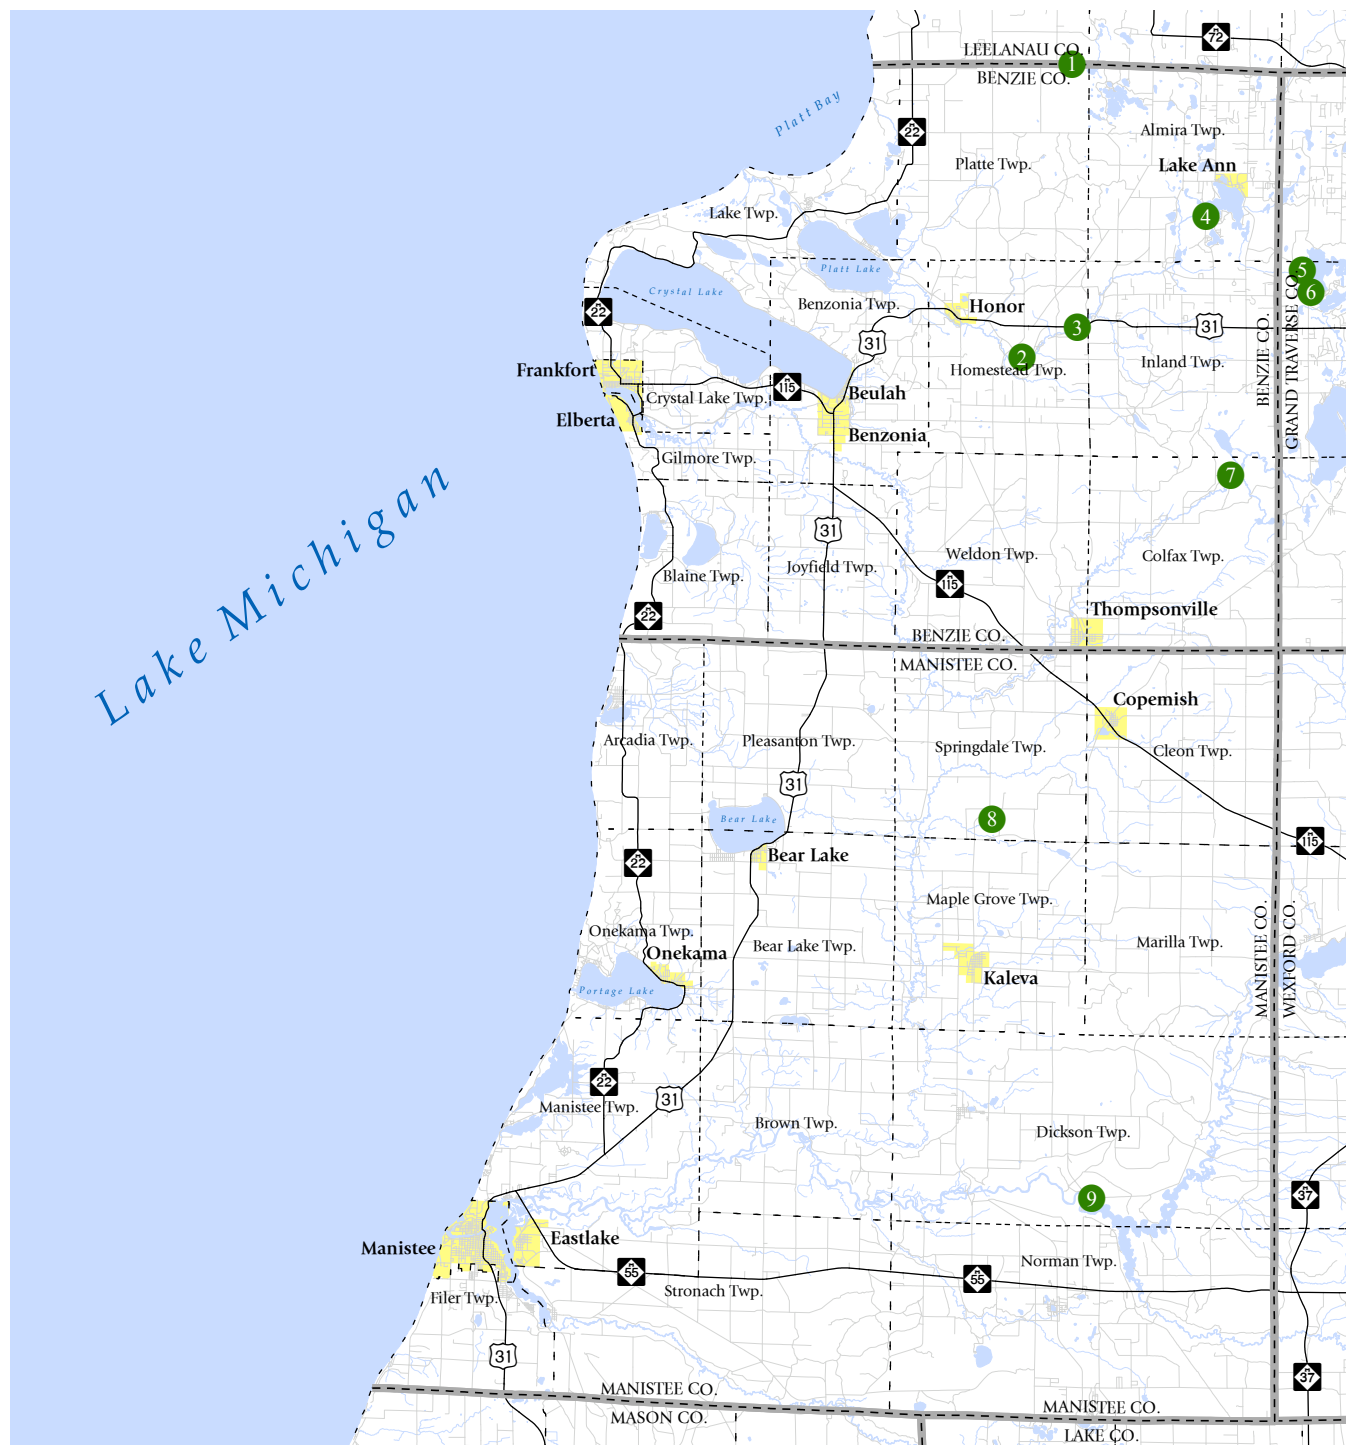 72
LEELANAU CO.
1
BENZIE CO.
Platt Bay
22
Almira Twp.
Platte Twp.
Lake Ann
Lake Twp.
4
Platt Lake
5
6
Crystal Lake
Benzonia Twp.
Honor
22
3
31
31
2
Homestead Twp.
Inland Twp.
BENZIE CO.
GRAND TRAVERSE CO.
Frankfort
115
Crystal Lake Twp.
Beulah
Elberta
Benzonia
Gilmore Twp.
7
Lake Michigan
31
Weldon Twp.
Colfax Twp.
Joyfield Twp.
Blaine Twp.
115
22
Thompsonville
BENZIE CO.
MANISTEE CO.
Copemish
Arcadia Twp.
Pleasanton Twp.
Springdale Twp.
Cleon Twp.
31
Bear Lake
8
115
22
Bear Lake
Maple Grove Twp.
MANISTEE CO.
WEXFORD CO.
Onekama Twp.
Onekama
Bear Lake Twp.
Marilla Twp.
Kaleva
Portage Lake
22
31
Manistee Twp.
Brown Twp.
Dickson Twp.
9
37
Manistee
Eastlake
Norman Twp.
55
55
Stronach Twp.
Filer Twp.
31
37
MANISTEE CO.
MASON CO.
MANISTEE CO.
LAKE CO.